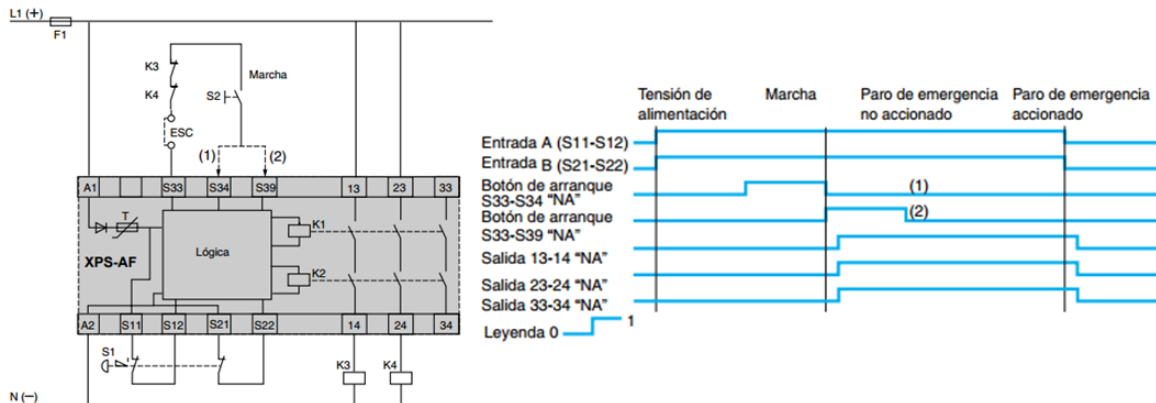 L1 (+)
F1
K3
K4
Marcha
S2
ESC
(1)
(2)
A1
S33
S34
S39
13
23
33
T
Lógica
K1
K2
XPS-AF
A2
S11
S12
S21
S22
14
24
34
S1
K3
K4
N (–)
Tensión de
alimentación
Marcha
Paro de emergencia
no accionado
Paro de emergencia
accionado
Entrada A (S11-S12)
Entrada B (S21-S22)
Botón de arranque
S33-S34 “NA”
(1)
Botón de arranque
(2)
S33-S39 “NA”
Salida 13-14 “NA”
Salida 23-24 “NA”
Salida 33-34 “NA”
Leyenda 0
1